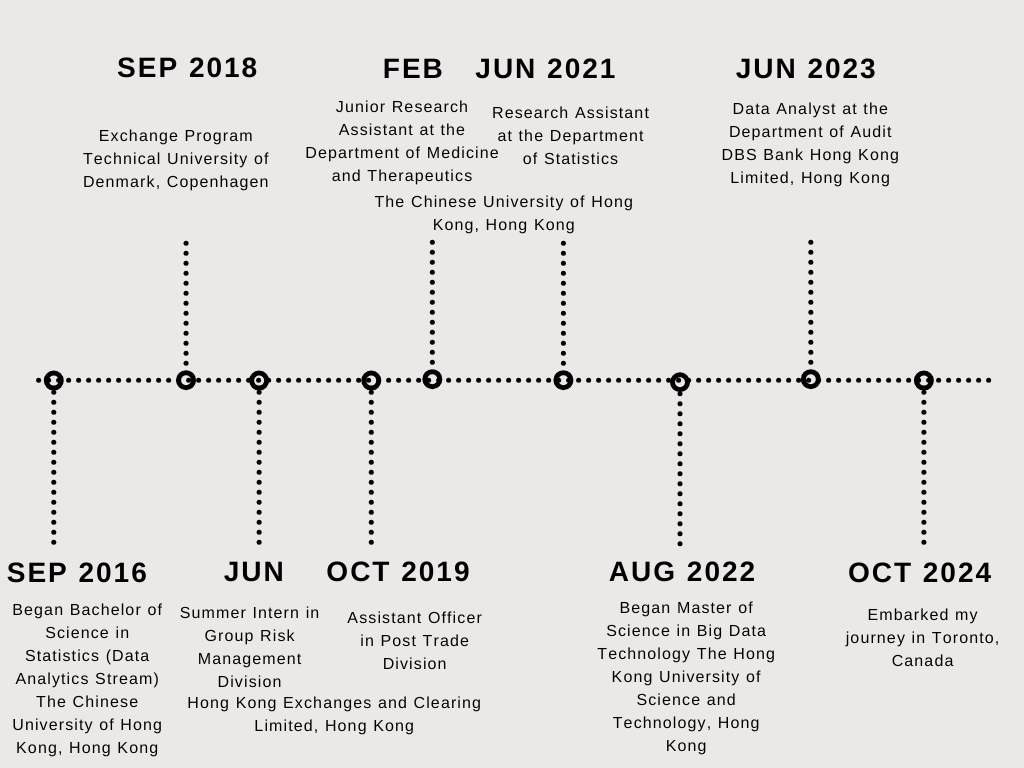 SEP 2018
Exchange Program
Technical University of
Denmark, Copenhagen
FEB
Junior Research
Assistant at the
Department of Medicine
and Therapeutics
JUN 2021
Research Assistant
at the Department
of Statistics
The Chinese University of Hong
Kong, Hong Kong
JUN 2023
Data Analyst at the
Department of Audit
DBS Bank Hong Kong
Limited, Hong Kong
SEP 2016
Began Bachelor of
Science in
Statistics (Data
Analytics Stream)
The Chinese
University of Hong
Kong, Hong Kong
JUN
Summer Intern in
Group Risk
Management
Division
OCT 2019
Assistant Officer
in Post Trade
Division
Hong Kong Exchanges and Clearing
Limited, Hong Kong
AUG 2022
Began Master of
Science in Big Data
Technology The Hong
Kong University of
Science and
Technology, Hong
Kong
OCT 2024
Embarked my
journey in Toronto,
Canada